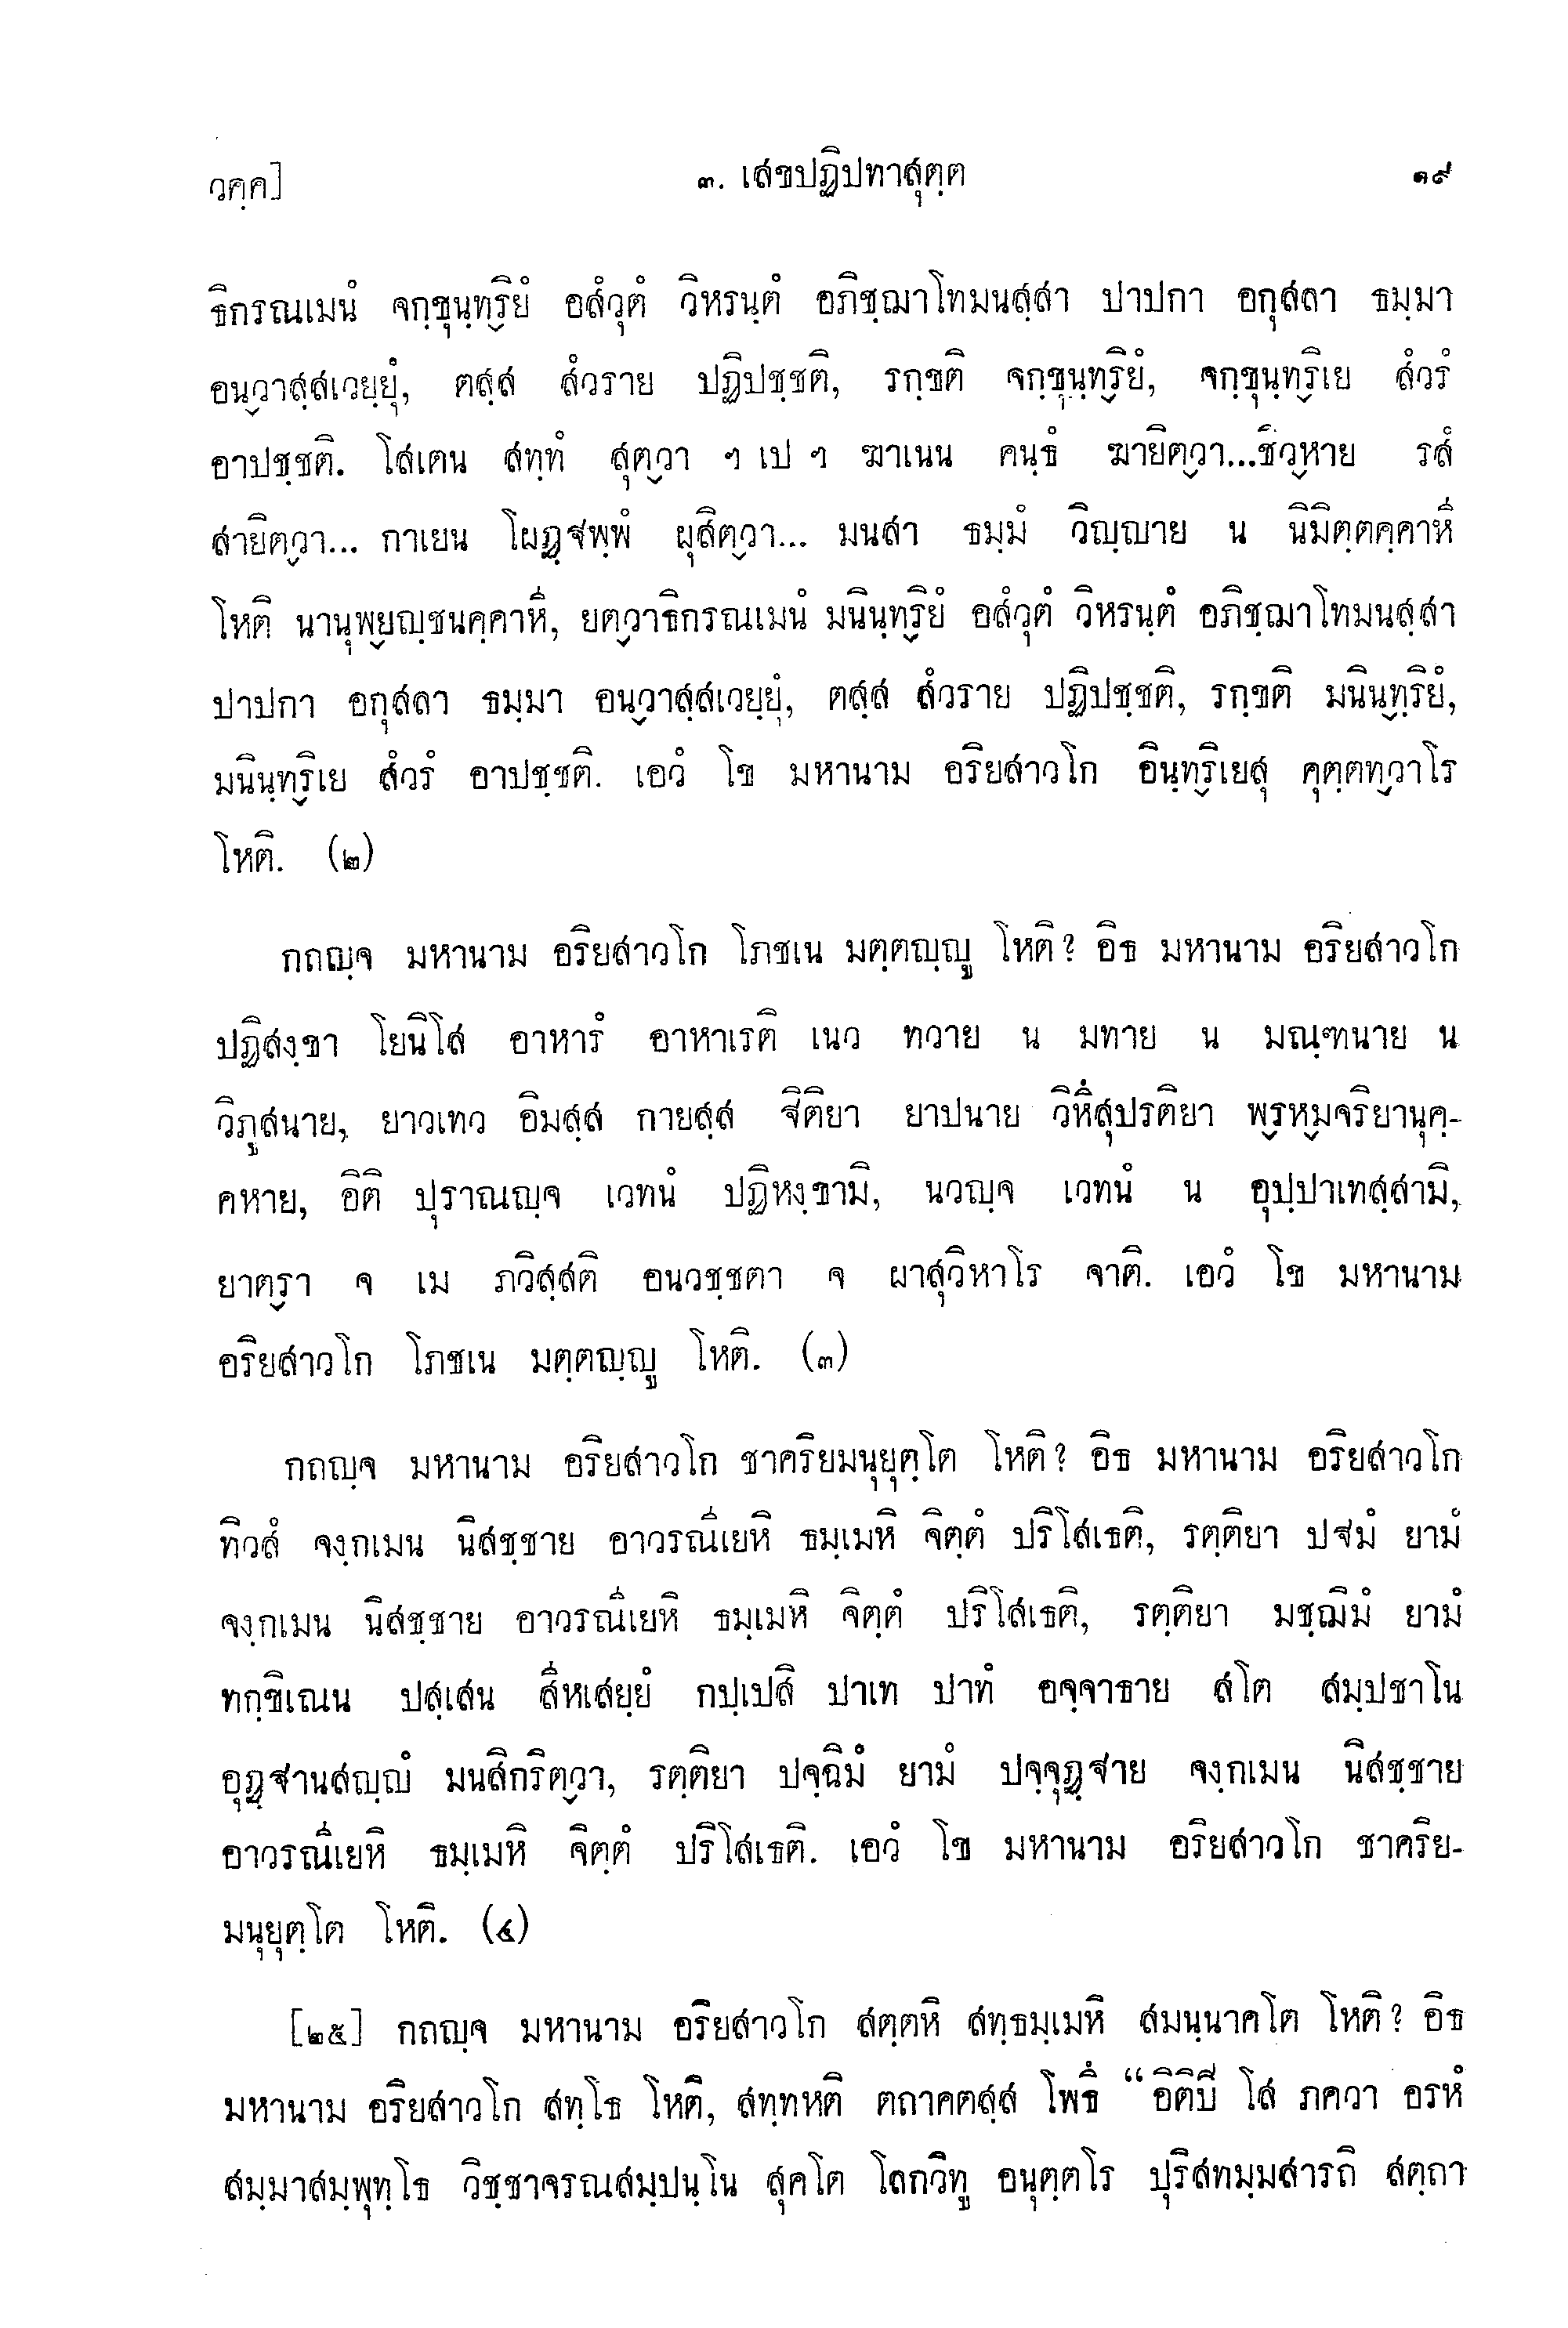 วคฺค] ๓. เสขปฏิปทาสุตฺต ๑๙
ธิกรณเมนํ จกฺขุนฺทฺริยํ อสํวุตํ วิหรนฺตํ อภิชฺฌาโทมนสฺสา ปาปกา อกุสลา ธมฺมา
อนฺวาสฺสเวยฺยุํ, ตสฺส สํวราย ปฏิปชฺชติ, รกฺขติ จกฺขุนฺทฺริยํ, จกฺขุนฺทฺริเย สํวรํ
อาปชฺชติ. โสเตน สทฺทํ สุตฺวา ฯ เป ฯ ฆาเนน คนฺธํ ฆายิตฺวา...ชิวฺหาย รสํ
สายิตฺวา... กาเยน โผฏฺฐพฺพํ ผุสิตฺวา... มนสา ธมฺมํ วิญฺญาย น นิมิตฺตคฺคาหี
โหติ นานุพฺยญฺชนคฺคาหี, ยตฺวาธิกรณเมนํ มนินฺทฺริยํ อสํวุตํ วิหรนฺตํ อภิชฺฌาโทมนสฺสา
ปาปกา อกุสลา ธมฺมา อนฺวาสฺสเวยฺยุํ, ตสฺส สํวราย ปฏิปชฺชติ, รกฺขติ มนินฺทฺริยํ,
มนินฺทฺริเย สํวรํ อาปชฺชติ. เอวํ โข มหานาม อริยสาวโก อินฺทฺริเยสุ คุตฺตทฺวาโร
โหติ. (๒)
กถญฺจ มหานาม อริยสาวโก โภชเน มตฺตญฺญู โหติ? อิธ มหานาม อริยสาวโก
ปฏิสงฺขา โยนิโส อาหารํ อาหาเรติ เนว ทวาย น มทาย น มณฺฑนาย น
วิภูสนาย, ยาวเทว อิมสฺส กายสฺส ฐิติยา ยาปนาย วิหึสุปรติยา พฺรหฺมจริยานุคฺ-
คหาย, อิติ ปุราณญฺจ เวทนํ ปฏิหงฺขามิ, นวญฺจ เวทนํ น อุปฺปาเทสฺสามิ,
ยาตฺรา จ เม ภวิสฺสติ อนวชฺชตา จ ผาสุวิหาโร จาติ. เอวํ โข มหานาม
อริยสาวโก โภชเน มตฺตญฺญู โหติ. (๓)
กถญฺจ มหานาม อริยสาวโก ชาคริยมนุยุตฺโต โหติ? อิธ มหานาม อริยสาวโก
ทิวสํ จงฺกเมน นิสชฺชาย อาวรณีเยหิ ธมฺเมหิ จิตฺตํ ปริโสเธติ, รตฺติยา ปฐมํ ยามํ
จงฺกเมน นิสชฺชาย อาวรณีเยหิ ธมฺเมหิ จิตฺตํ ปริโสเธติ, รตฺติยา มชฺฌิมํ ยามํ
ทกฺขิเณน ปสฺเสน สีหเสยฺยํ กปฺเปสิ ปาเท ปาทํ อจฺจาธาย สโต สมฺปชาโน
อุฏฺฐานสญฺญํ มนสิกริตฺวา, รตฺติยา ปจฺฉิมํ ยามํ ปจฺจุฏฺฐาย จงฺกเมน นิสชฺชาย
อาวรณีเยหิ ธมฺเมหิ จิตฺตํ ปริโสเธติ. เอวํ โข มหานาม อริยสาวโก ชาคริย-
มนุยุตฺโต โหติ. (๔)
[๒๕] กถญฺจ มหานาม อริยสาวโก สตฺตหิ สทฺธมฺเมหิ สมนฺนาคโต โหติ? อิธ
มหานาม อริยสาวโก สทฺโธ โหติ, สทฺทหติ ตถาคตสฺส โพธึ “อิติปิ โส ภควา อรหํ
สมฺมาสมฺพุทฺโธ วิชฺชาจรณสมฺปนฺโน สุคโต โลกวิทู อนุตฺตโร ปุริสทมฺมสารถิ สตฺถา